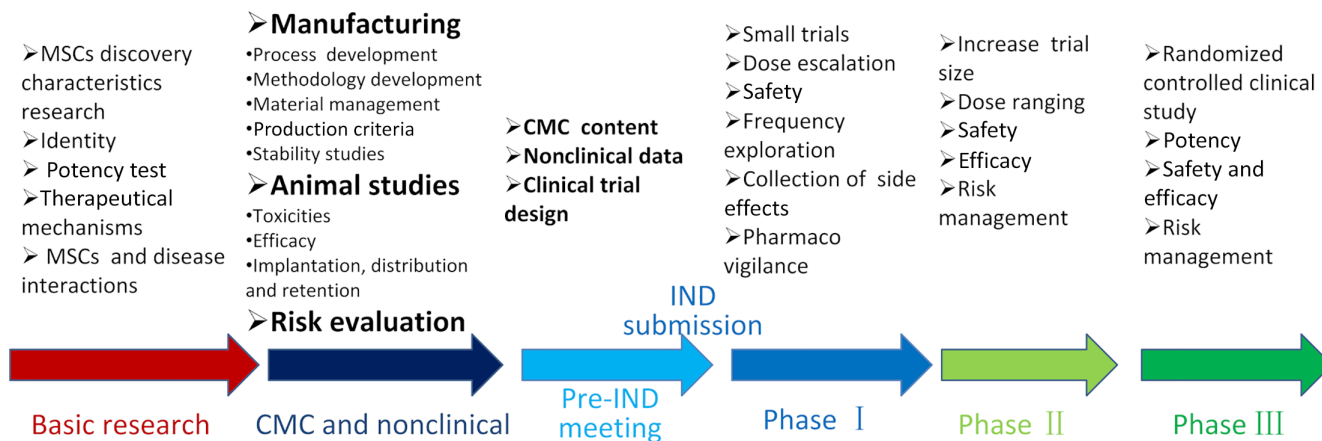 ➢MSCs discovery
characteristics
research
➢Identity
➢ Potency test
➢Therapeutical
mechanisms
➢ MSCs and disease
interactions
➢Manufacturing
•Process development
•Methodology development
•Material management
•Production criteria
•Stability studies
➢Animal studies
•Toxicities
•Efficacy
•Implantation, distribution
and retention
➢Risk evaluation
➢CMC content
➢Nonclinical data
➢Clinical trial
design
➢Small trials
➢Dose escalation
➢Safety
➢Frequency
exploration
➢Collection of side
effects
➢Pharmaco
vigilance
➢Increase trial
size
➢Dose ranging
➢Safety
➢Efficacy
➢Risk
management
➢Randomized
controlled clinical
study
➢Potency
➢Safety and
efficacy
➢Risk
management
IND
submission
Basic research
CMC and nonclinical
Pre-IND
meeting
Phase Ⅰ
Phase Ⅱ
Phase Ⅲ